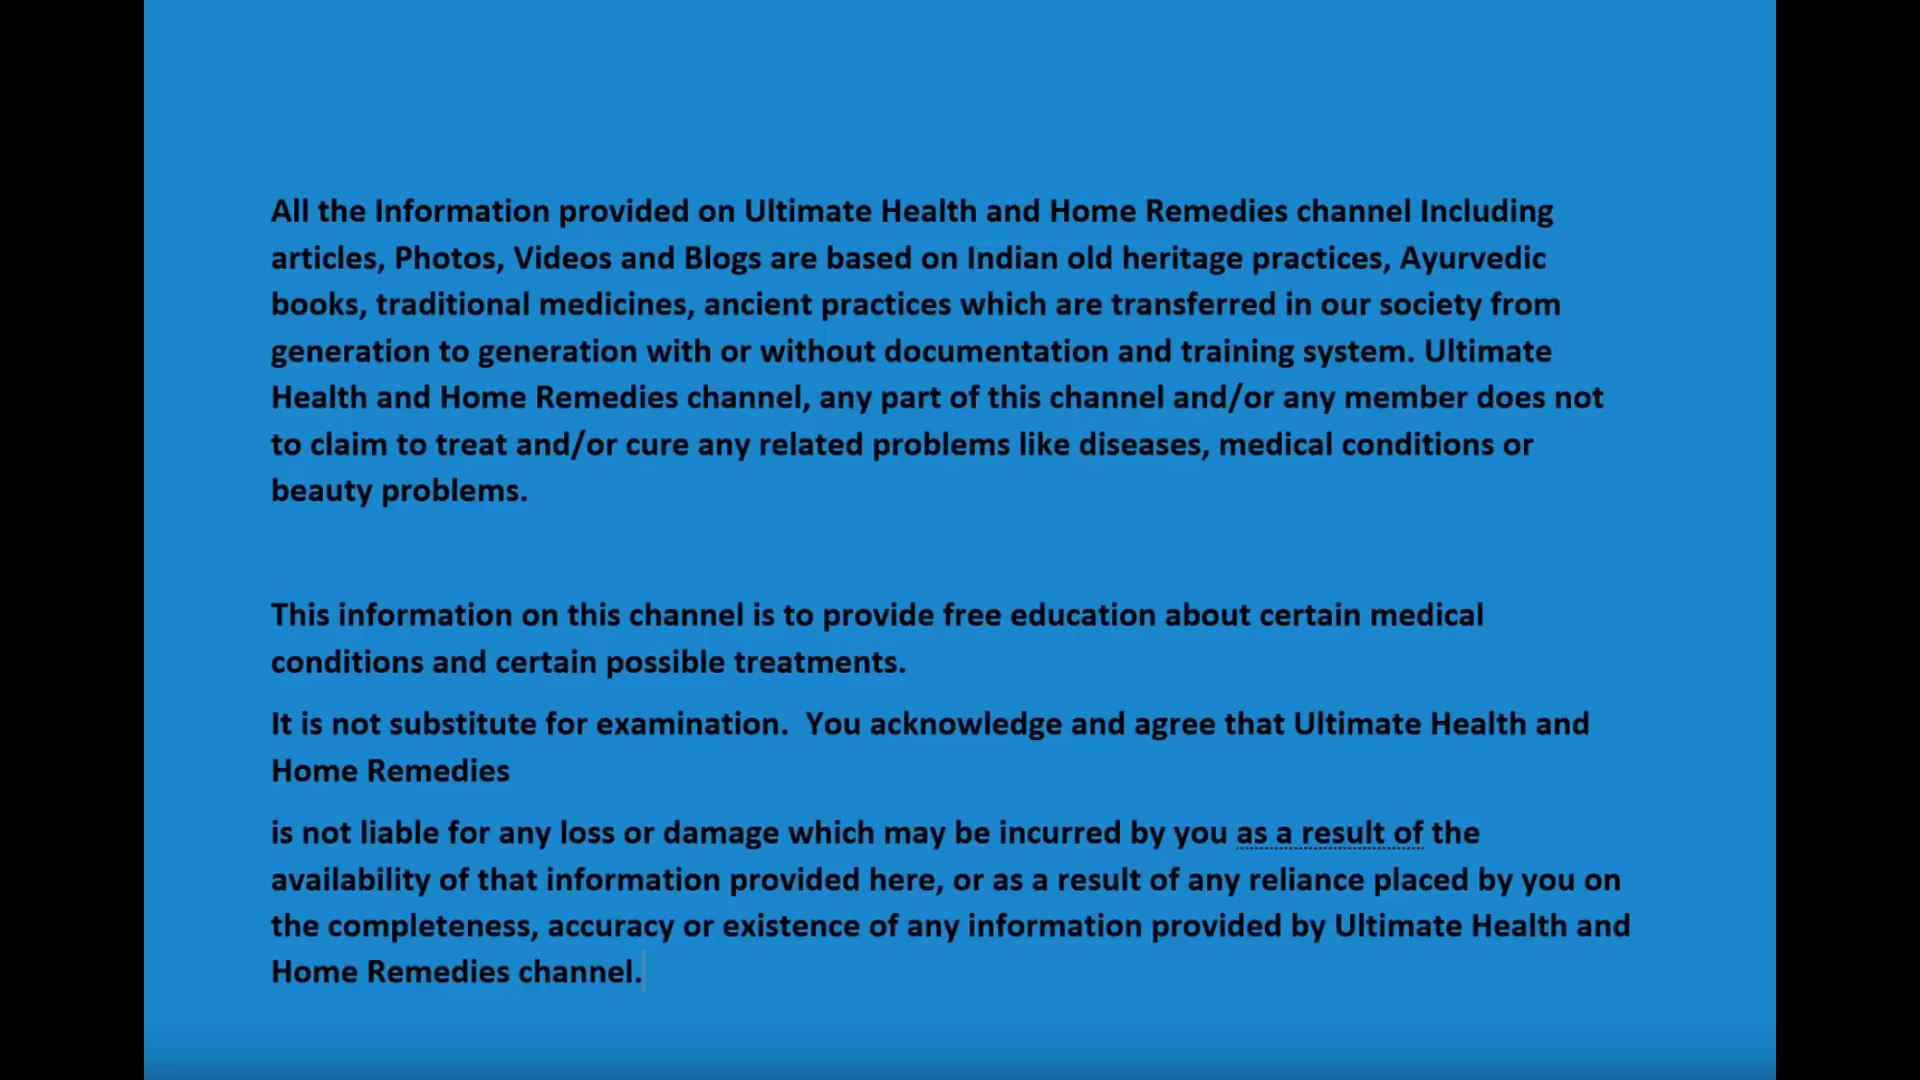 All the Information provided on Ultimate Health and Home Remedies channel Including
articles, Photos, Videos and Blogs are based on Indian old heritage practices, Ayurvedic
books, traditional medicines, ancient practices which are transferred in our society from
generation to generation with or without documentation and training system. Ultimate
Health and Home Remedies channel, any part of this channel and/or any member does not
to claim to treat and/or cure any related problems like diseases, medical conditions or
beauty problems.
This information on this channel is to provide free education about certain medical
conditions and certain possible treatments.
It is not substitute for examination.  You acknowledge and agree that Ultimate Health and
Home Remedies
is not liable for any loss or damage which may be incurred by you as a result of the
availability of that information provided here, or as a result of any reliance placed by you on
the completeness, accuracy or existence of any information provided by Ultimate Health and
Home Remedies channel.